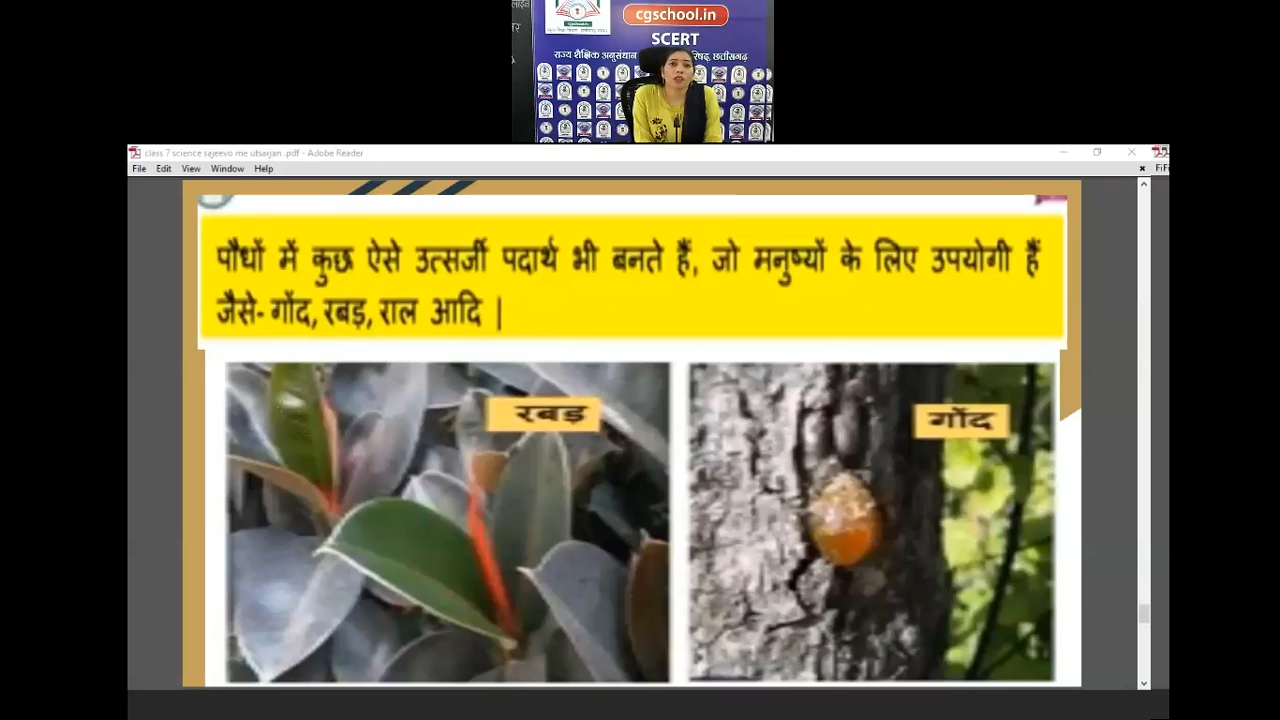 cgschool.in
SCERT
राज्य शैक्षिक अनुसंधान
रिषद्, छत्तीसगढ़
class 7 science sajeevo me utsarjan .pdf - Adobe Reader
File Edit View Window Help
पौधों में कुछ ऐसे उत्सर्जी पदार्थ भी बनते हैं, जो मनुष्यों के लिए उपयोगी हैं
जैसे- गोंद, रबड़, राल आदि |
रबड़
गोंद